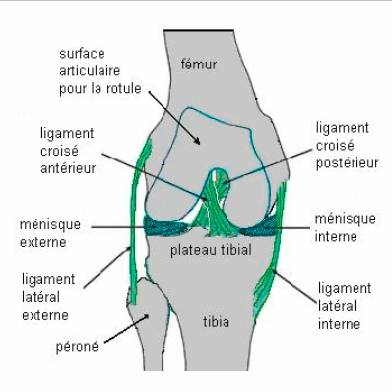 surface
articulaire
pour la rotule
fémur
ligament
croisé
antérieur
ligament
croisé
postérieur
ménisque
externe
ménisque
interne
plateau tibial
ligament
latéral
externe
ligament
latéral
interne
tibia
péroné